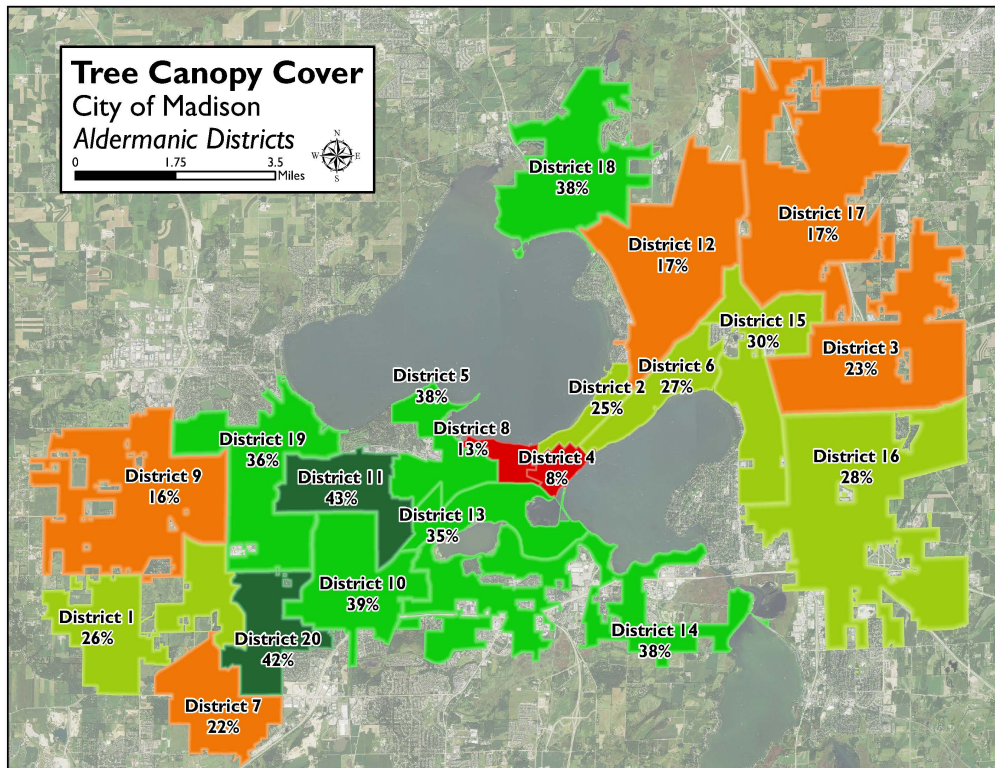 Tree Canopy Cover
City of Madison
Aldermanic Districts
N
W E
S
0 1.75 3.5
Miles
District 18
38%
District 17
17%
District 12
17%
District 15
30%
District 3
23%
District 6
27%
District 2
25%
District 5
38%
District 8
13%
District 4
8%
District 19
36%
District 16
28%
District 9
16%
District 11
43%
District 13
35%
District 10
39%
District 1
26%
District 20
42%
District 14
38%
District 7
22%